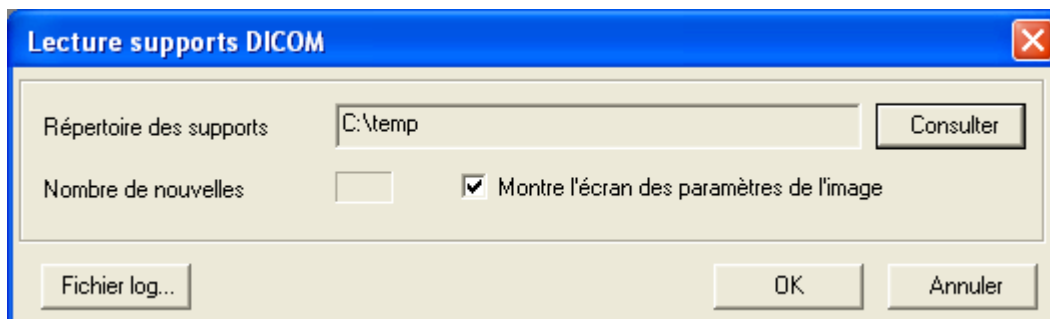 Lecture supports DICOM
Répertoire des supports C:\temp Consulter
Nombre de nouvelles Montre l'écran des paramètres de l'image
Fichier log... OK Annuler